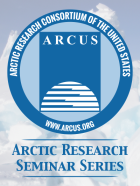 ARCTIC RESEARCH CONSORTIUM OF THE UNITED STATES
ARCUS
WWW.ARCUS.ORG
ARCTIC RESEARCH
SEMINAR SERIES